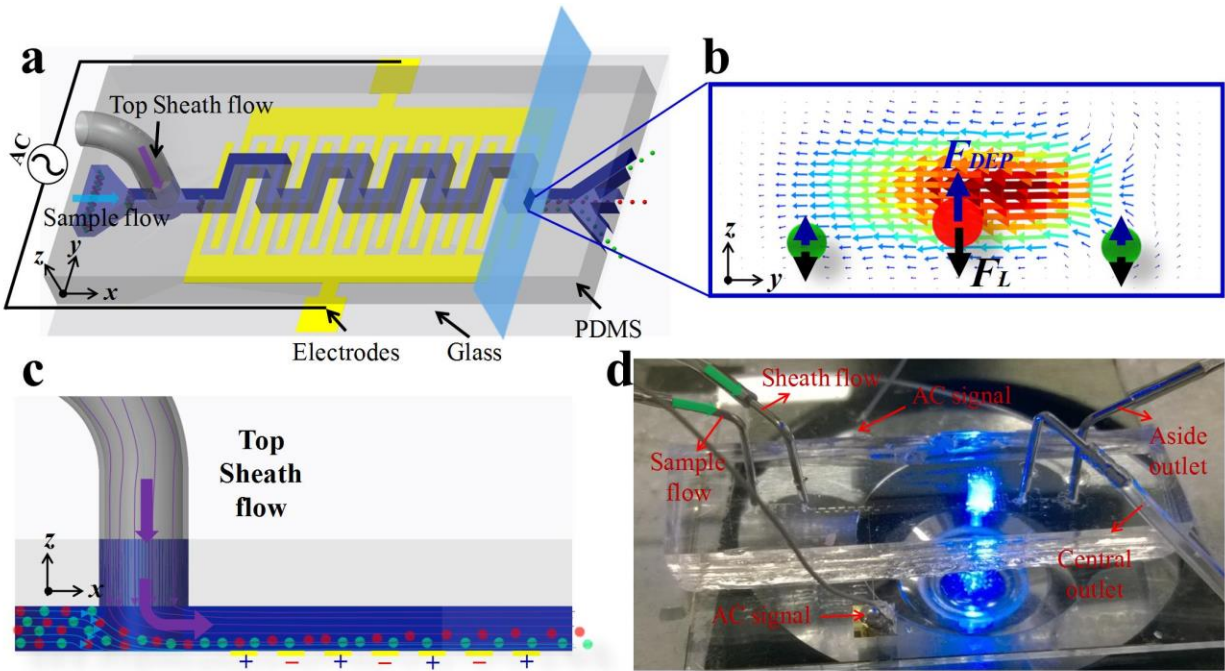 a
Top Sheath flow
AC
Sample flow
z
y
x
Electrodes
Glass
PDMS
b
F_DEP
F_L
z
y
c
Top
Sheath
flow
z
x
+ − + − + − +
d
Sheath flow
AC signal
Sample
flow
Aside
outlet
Central
outlet
AC signal